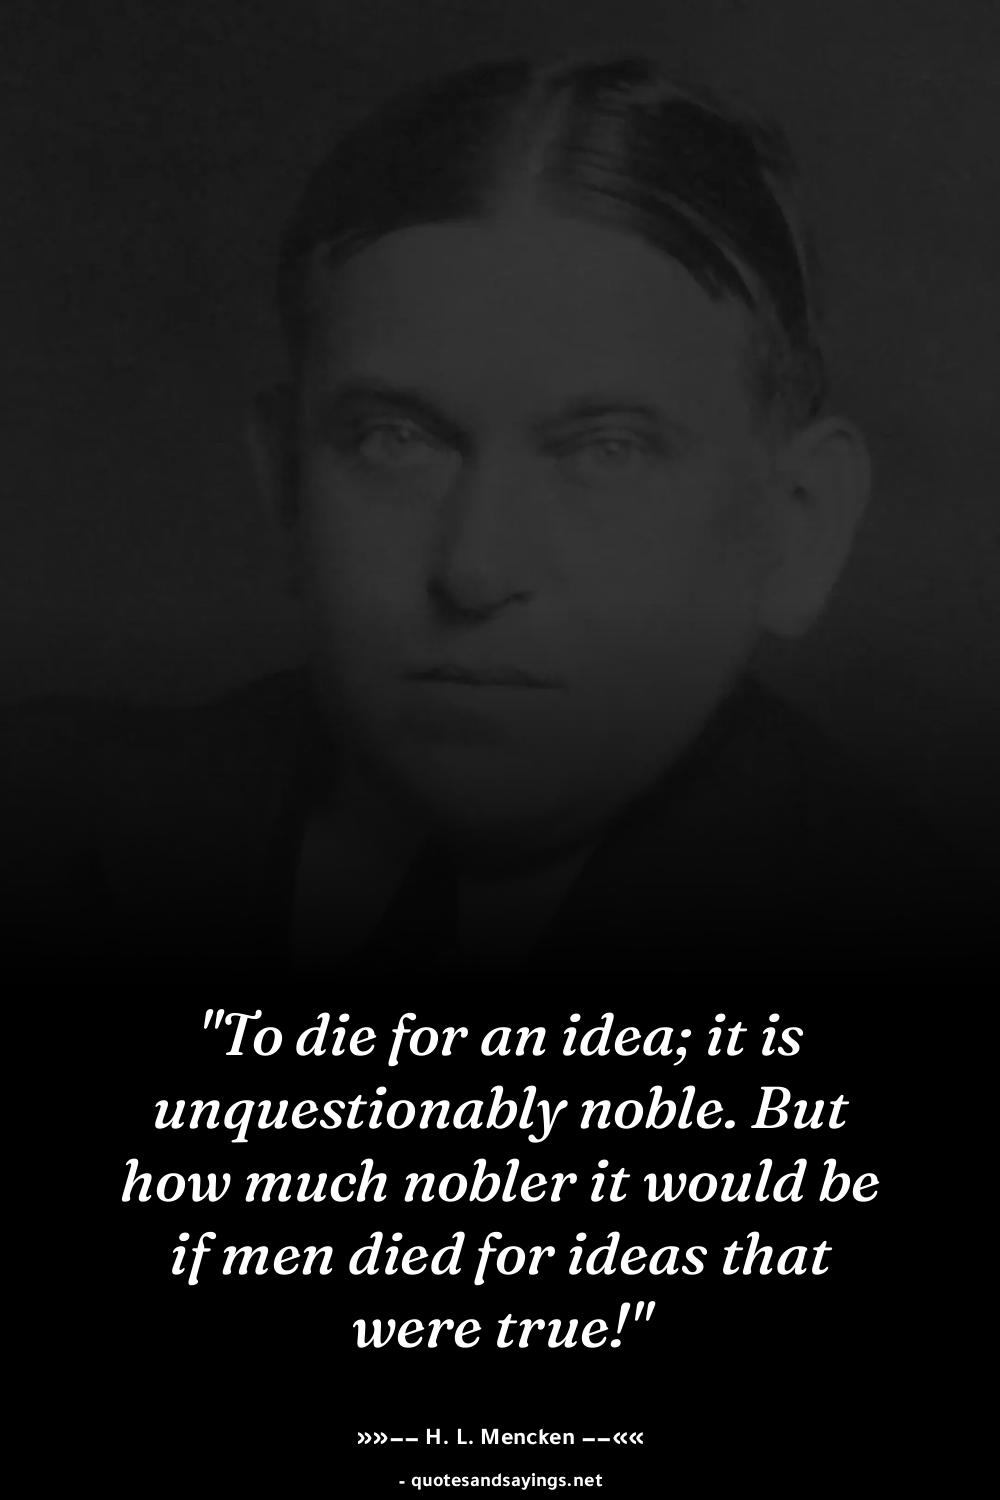 "To die for an idea; it is
unquestionably noble. But
how much nobler it would be
if men died for ideas that
were true!"
»»–– H. L. Mencken ––««
- quotesandsayings.net